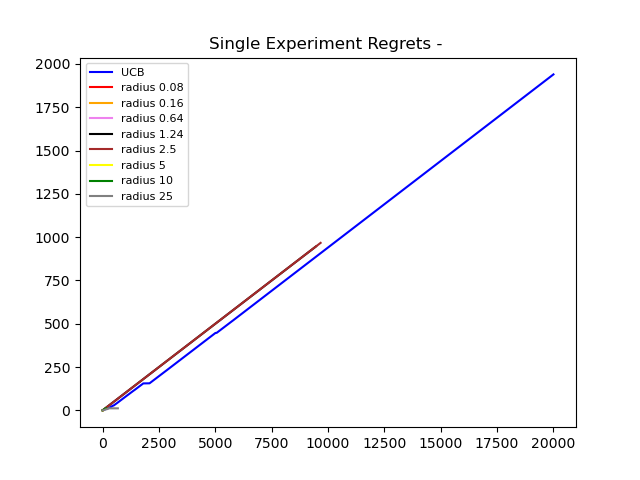 Single Experiment Regrets -
2000
1750
1500
1250
1000
750
500
250
0
UCB
radius 0.08
radius 0.16
radius 0.64
radius 1.24
radius 2.5
radius 5
radius 10
radius 25
0 2500 5000 7500 10000 12500 15000 17500 20000